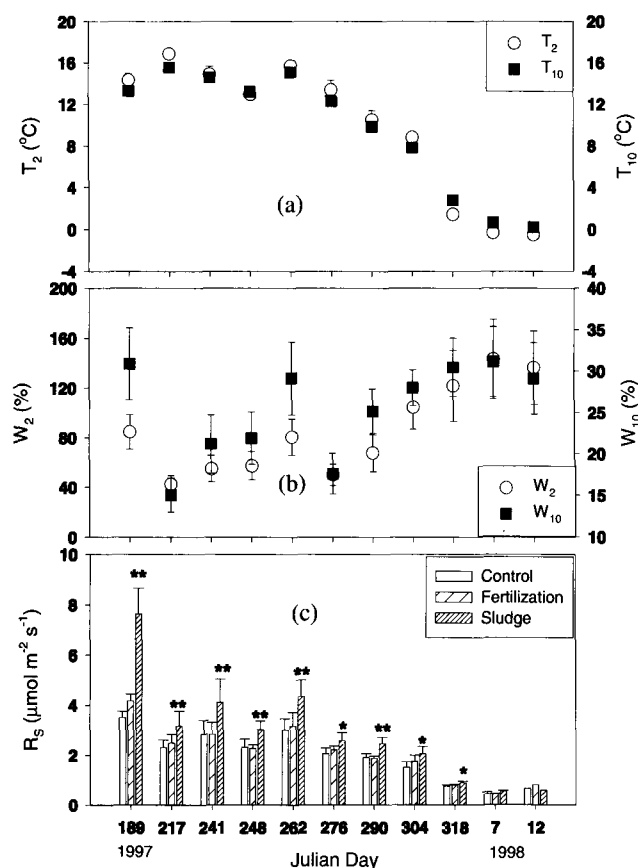 20 20
16 16
12 12
8 8
4 4
0 0
-4 -4
T2 (°C)
T10 (°C)
T2
T10
(a)
200 40
160 35
120 30
80 25
40 20
0 15
10
W2 (%)
W10 (%)
(b)
W2
W10
10
8
6
4
2
0
RS (μmol m-2 s-1)
(c)
Control
Fertilization
Sludge
** ** ** ** ** * ** * *
189 217 241 248 262 276 290 304 318 7 12
1997 Julian Day 1998